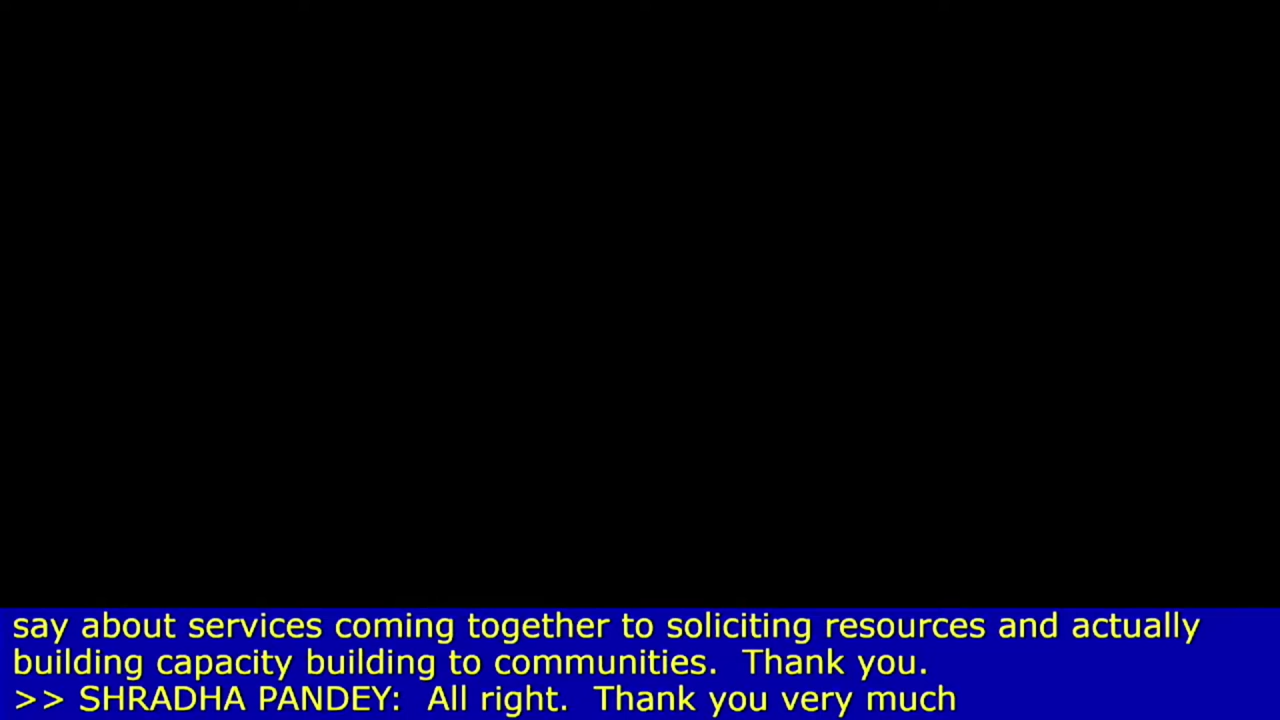 say about services coming together to soliciting resources and actually
building capacity building to communities.  Thank you.
>> SHRADHA PANDEY:  All right.  Thank you very much